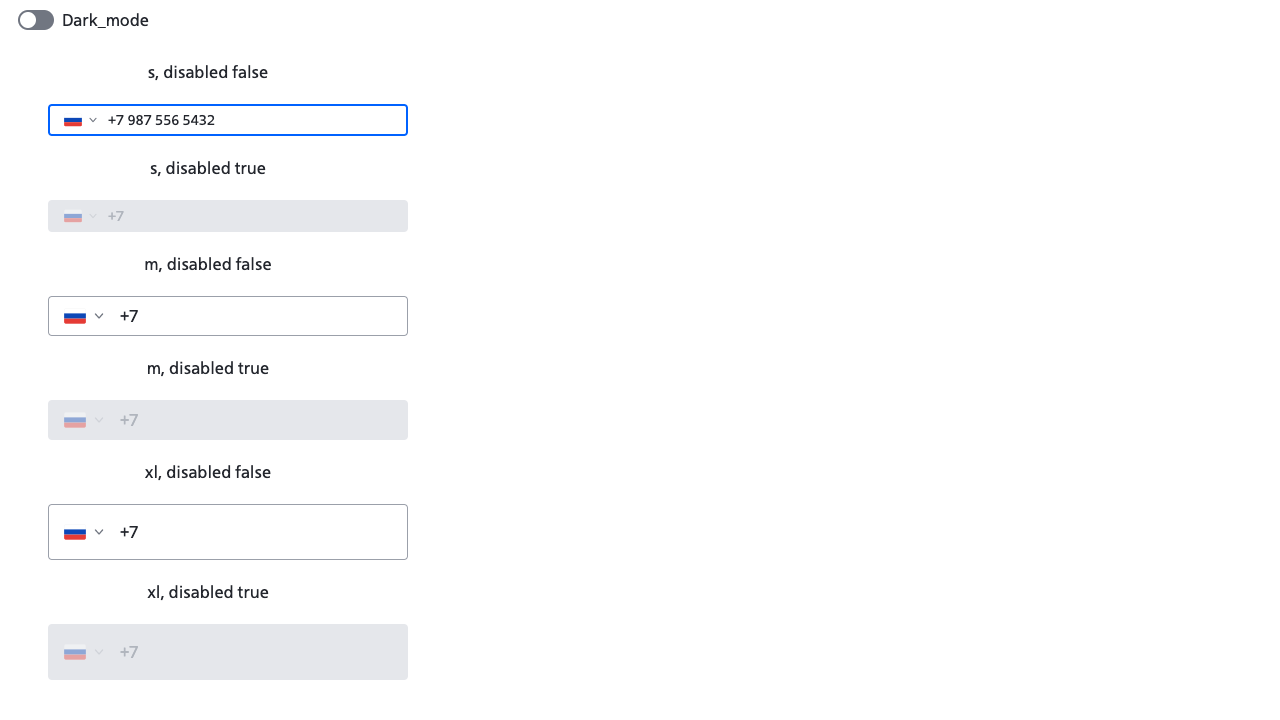 Dark_mode
s, disabled false
+7 987 556 5432
s, disabled true
+7
m, disabled false
+7
m, disabled true
+7
xl, disabled false
+7
xl, disabled true
+7